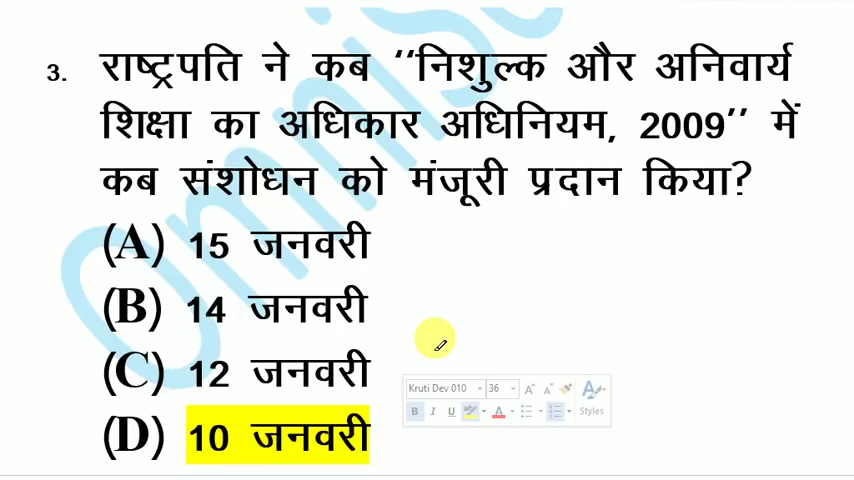 3. राष्ट्रपति ने कब ''निशुल्क और अनिवार्य
शिक्षा का अधिकार अधिनियम, 2009'' में
कब संशोधन को मंजूरी प्रदान किया?
(A) 15 जनवरी
(B) 14 जनवरी
(C) 12 जनवरी
(D) 10 जनवरी
Kruti Dev 010 36 A A
B I U aby A Styles